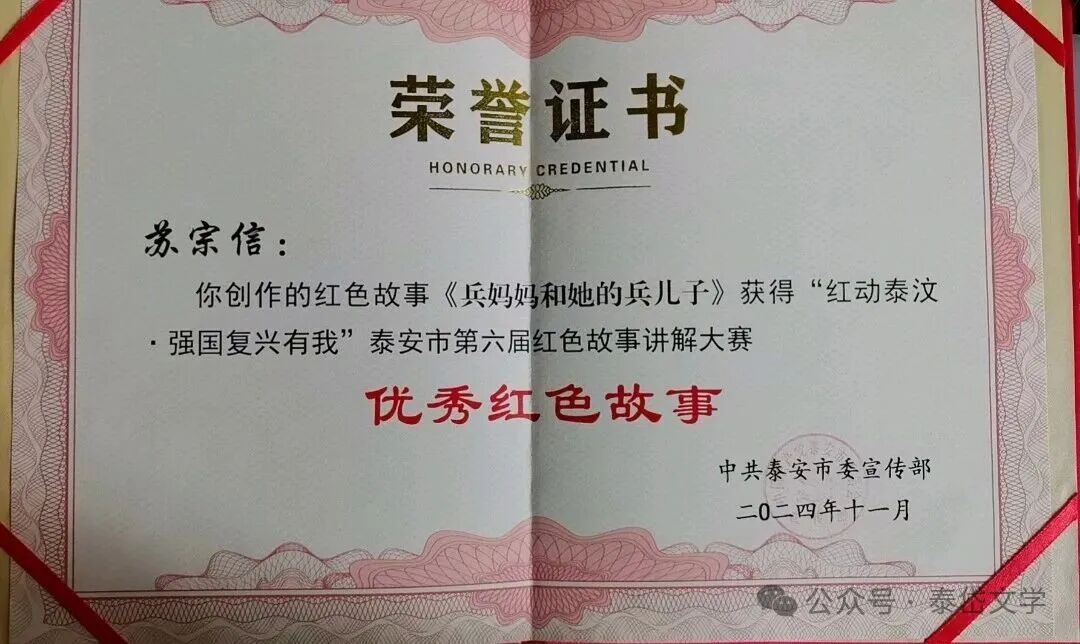 荣誉证书
HONORARY CREDENTIAL
苏宗信：
你创作的红色故事《兵妈妈和她的兵儿子》获得“红动泰汶
·强国复兴有我”泰安市第六届红色故事讲解大赛
优秀红色故事
中共泰安市委宣传部
二0二四年十一月
公众号·泰岱文学